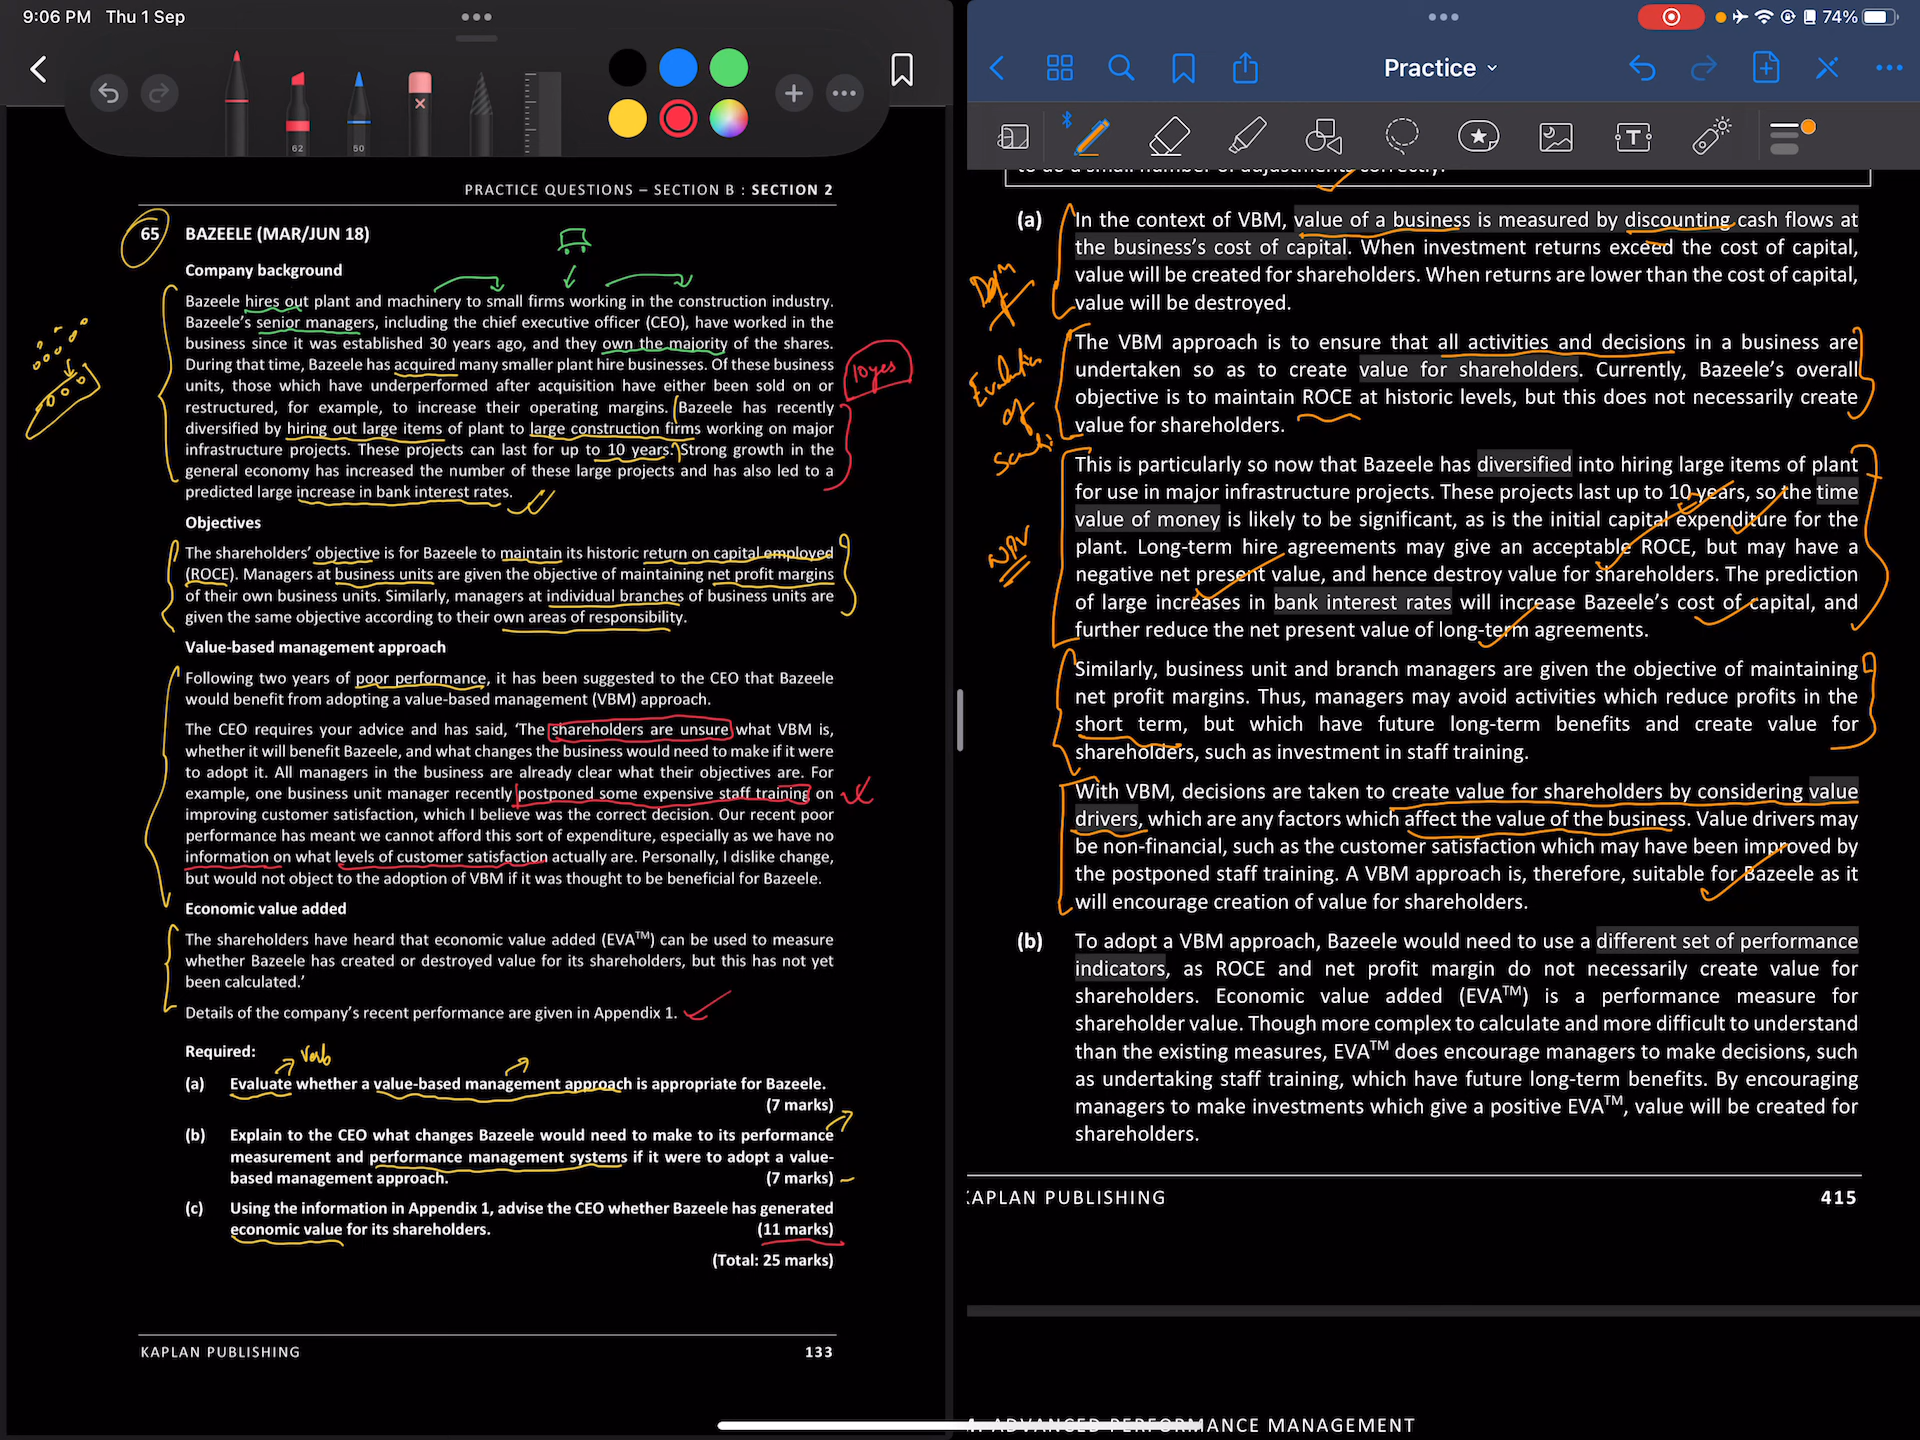 9:06 PM Thu 1 Sep
74%
62
50
Practice
PRACTICE QUESTIONS – SECTION B : SECTION 2
65 BAZEELE (MAR/JUN 18)
Company background
Bazeele hires out plant and machinery to small firms working in the construction industry.
Bazeele's senior managers, including the chief executive officer (CEO), have worked in the
business since it was established 30 years ago, and they own the majority of the shares.
During that time, Bazeele has acquired many smaller plant hire businesses. Of these business
units, those which have underperformed after acquisition have either been sold on or
restructured, for example, to increase their operating margins. Bazeele has recently
diversified by hiring out large items of plant to large construction firms working on major
infrastructure projects. These projects can last for up to 10 years. Strong growth in the
general economy has increased the number of these large projects and has also led to a
predicted large increase in bank interest rates.
10 yes
Objectives
The shareholders' objective is for Bazeele to maintain its historic return on capital employed
(ROCE). Managers at business units are given the objective of maintaining net profit margins
of their own business units. Similarly, managers at individual branches of business units are
given the same objective according to their own areas of responsibility.
Value-based management approach
Following two years of poor performance, it has been suggested to the CEO that Bazeele
would benefit from adopting a value-based management (VBM) approach.
The CEO requires your advice and has said, 'The shareholders are unsure what VBM is,
whether it will benefit Bazeele, and what changes the business would need to make if it were
to adopt it. All managers in the business are already clear what their objectives are. For
example, one business unit manager recently postponed some expensive staff training on
improving customer satisfaction, which I believe was the correct decision. Our recent poor
performance has meant we cannot afford this sort of expenditure, especially as we have no
information on what levels of customer satisfaction actually are. Personally, I dislike change,
but would not object to the adoption of VBM if it was thought to be beneficial for Bazeele.
Economic value added
The shareholders have heard that economic value added (EVA™) can be used to measure
whether Bazeele has created or destroyed value for its shareholders, but this has not yet
been calculated.'
Details of the company's recent performance are given in Appendix 1.
Required:
Verb
(a) Evaluate whether a value-based management approach is appropriate for Bazeele.
(7 marks)
(b) Explain to the CEO what changes Bazeele would need to make to its performance
measurement and performance management systems if it were to adopt a value-
based management approach. (7 marks)
(c) Using the information in Appendix 1, advise the CEO whether Bazeele has generated
economic value for its shareholders. (11 marks)
(Total: 25 marks)
KAPLAN PUBLISHING 133
to do a small number of adjustments correctly.
(a) In the context of VBM, value of a business is measured by discounting cash flows at
the business's cost of capital. When investment returns exceed the cost of capital,
value will be created for shareholders. When returns are lower than the cost of capital,
value will be destroyed.
Evaluation
of
The VBM approach is to ensure that all activities and decisions in a business are
undertaken so as to create value for shareholders. Currently, Bazeele's overall
objective is to maintain ROCE at historic levels, but this does not necessarily create
value for shareholders.
NPV
This is particularly so now that Bazeele has diversified into hiring large items of plant
for use in major infrastructure projects. These projects last up to 10 years, so the time
value of money is likely to be significant, as is the initial capital expenditure for the
plant. Long-term hire agreements may give an acceptable ROCE, but may have a
negative net present value, and hence destroy value for shareholders. The prediction
of large increases in bank interest rates will increase Bazeele's cost of capital, and
further reduce the net present value of long-term agreements.
Similarly, business unit and branch managers are given the objective of maintaining
net profit margins. Thus, managers may avoid activities which reduce profits in the
short term, but which have future long-term benefits and create value for
shareholders, such as investment in staff training.
With VBM, decisions are taken to create value for shareholders by considering value
drivers, which are any factors which affect the value of the business. Value drivers may
be non-financial, such as the customer satisfaction which may have been improved by
the postponed staff training. A VBM approach is, therefore, suitable for Bazeele as it
will encourage creation of value for shareholders.
(b) To adopt a VBM approach, Bazeele would need to use a different set of performance
indicators, as ROCE and net profit margin do not necessarily create value for
shareholders. Economic value added (EVA™) is a performance measure for
shareholder value. Though more complex to calculate and more difficult to understand
than the existing measures, EVA™ does encourage managers to make decisions, such
as undertaking staff training, which have future long-term benefits. By encouraging
managers to make investments which give a positive EVA™, value will be created for
shareholders.
KAPLAN PUBLISHING 415
ADVANCED PERFORMANCE MANAGEMENT